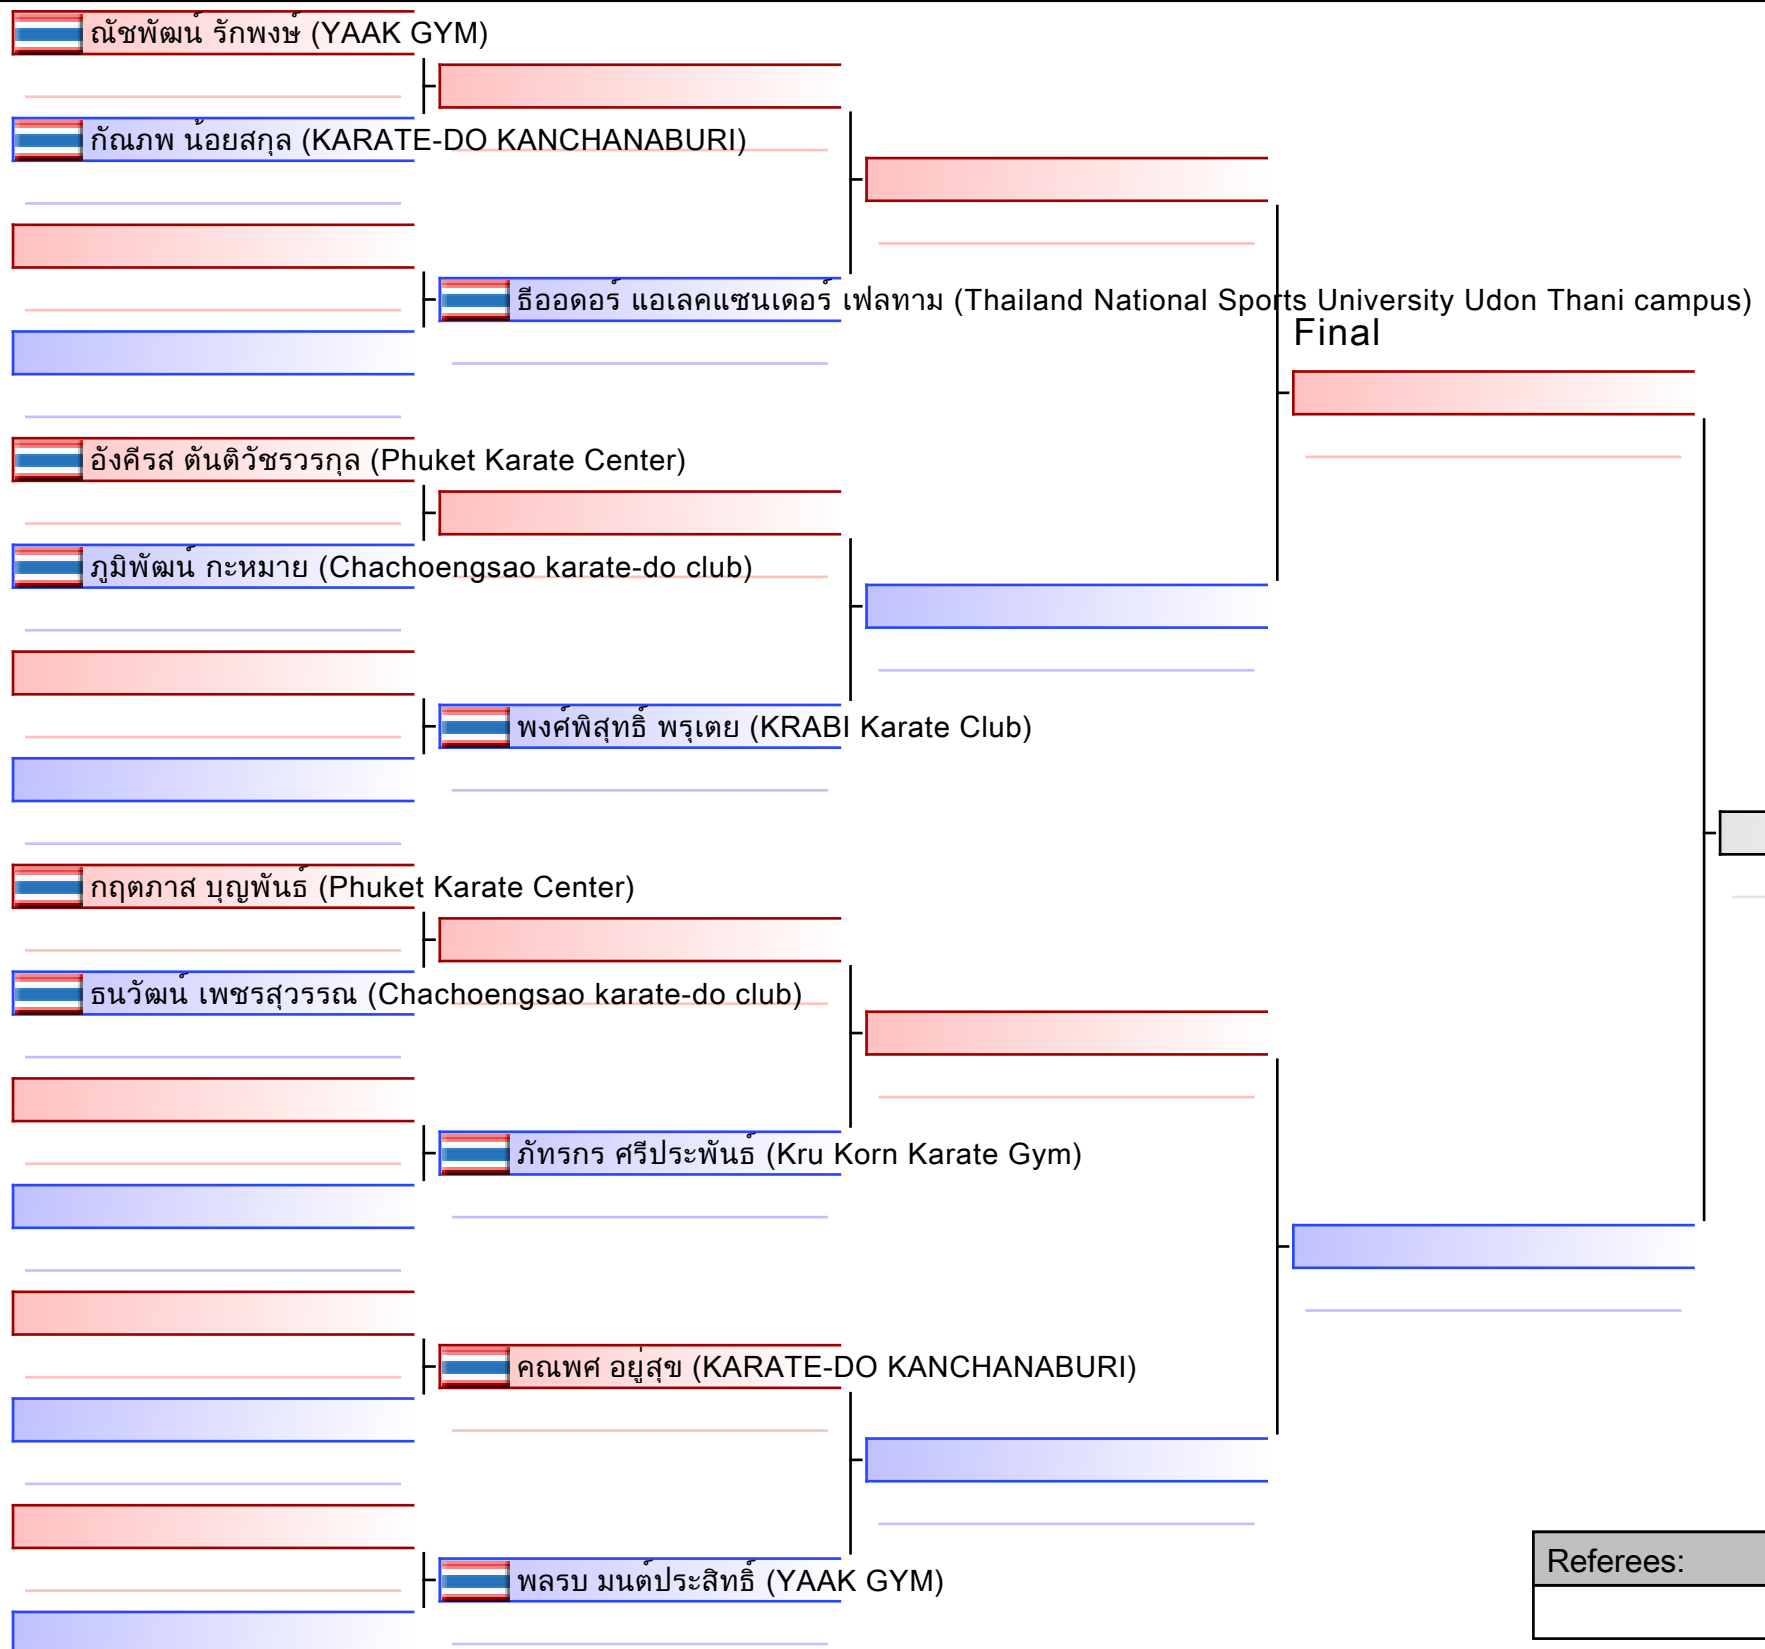 ณัชพัฒน์ รักพงษ์ (YAAK GYM)
กัณภพ น้อยสกุล (KARATE-DO KANCHANABURI)
ธีออดอร์ แอเลคแซนเดอร์ เฟลทาม (Thailand National Sports University Udon Thani campus)
Final
อังคีรส ตันติวัชรวรกุล (Phuket Karate Center)
ภูมิพัฒน์ กะหมาย (Chachoengsao karate-do club)
พงศ์พิสุทธิ์ พรุเตย (KRABI Karate Club)
กฤตภาส บุญพันธ์ (Phuket Karate Center)
ธนวัฒน์ เพชรสุวรรณ (Chachoengsao karate-do club)
ภัทรกร ศรีประพันธ์ (Kru Korn Karate Gym)
คณพศ อยู่สุข (KARATE-DO KANCHANABURI)
พลรบ มนต์ประสิทธิ์ (YAAK GYM)
Referees: